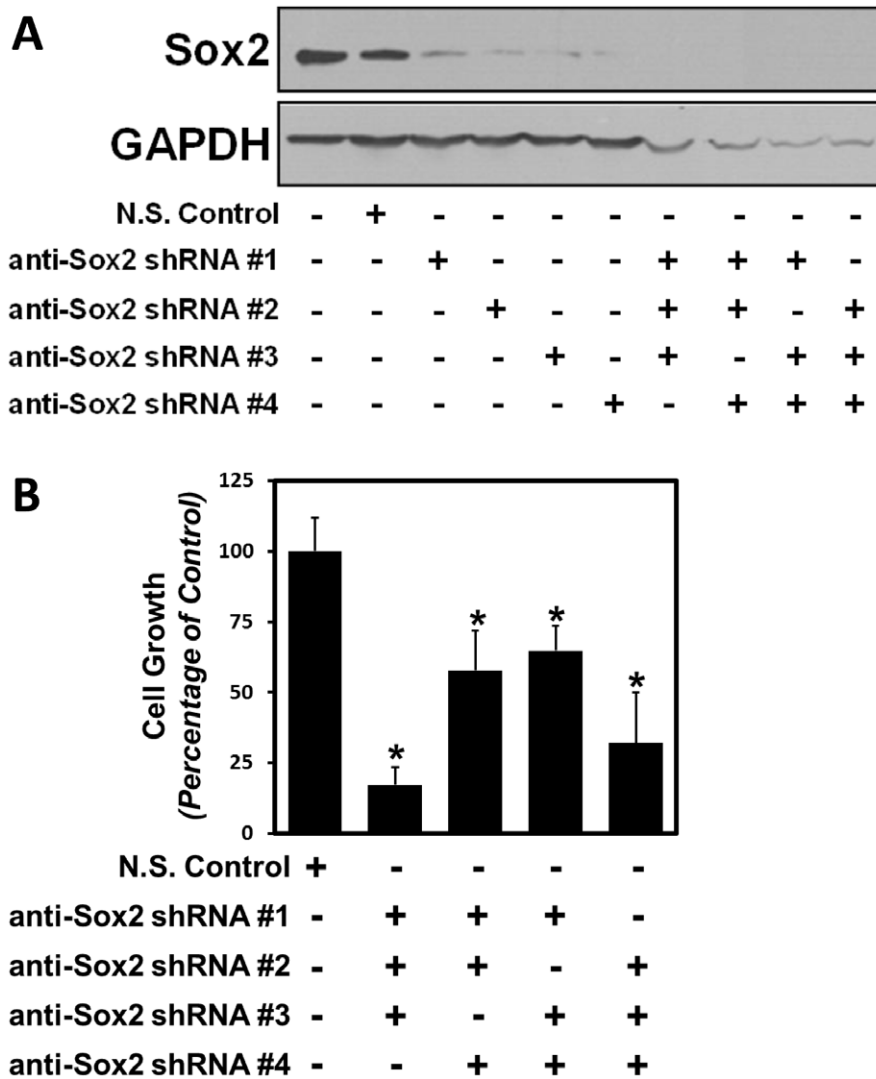 A
Sox2
GAPDH
N.S. Control - + - - - - - - - -
anti-Sox2 shRNA #1 - - + - - - + + + -
anti-Sox2 shRNA #2 - - - + - - + + - +
anti-Sox2 shRNA #3 - - - - + - + - + +
anti-Sox2 shRNA #4 - - - - - + - + + +
B
Cell Growth
(Percentage of Control)
125
100
75
50
25
0
* * * *
N.S. Control + - - - -
anti-Sox2 shRNA #1 - + + + -
anti-Sox2 shRNA #2 - + + - +
anti-Sox2 shRNA #3 - + - + +
anti-Sox2 shRNA #4 - - + + +